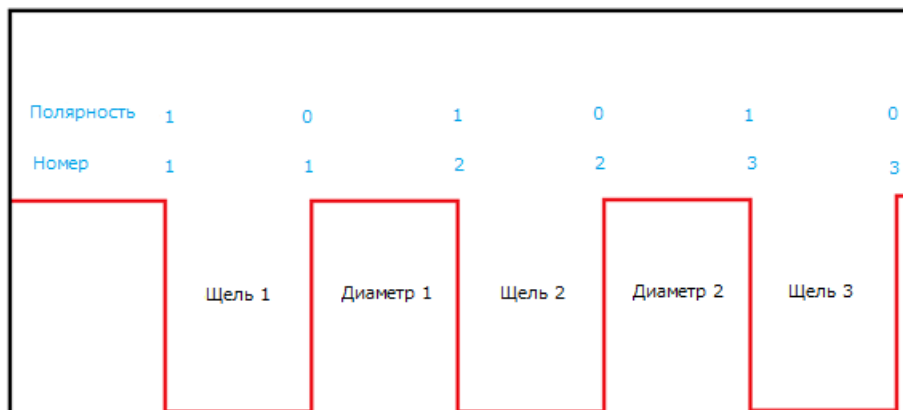 Полярность 1 0 1 0 1 0
Номер 1 1 2 2 3 3
Щель 1 Диаметр 1 Щель 2 Диаметр 2 Щель 3